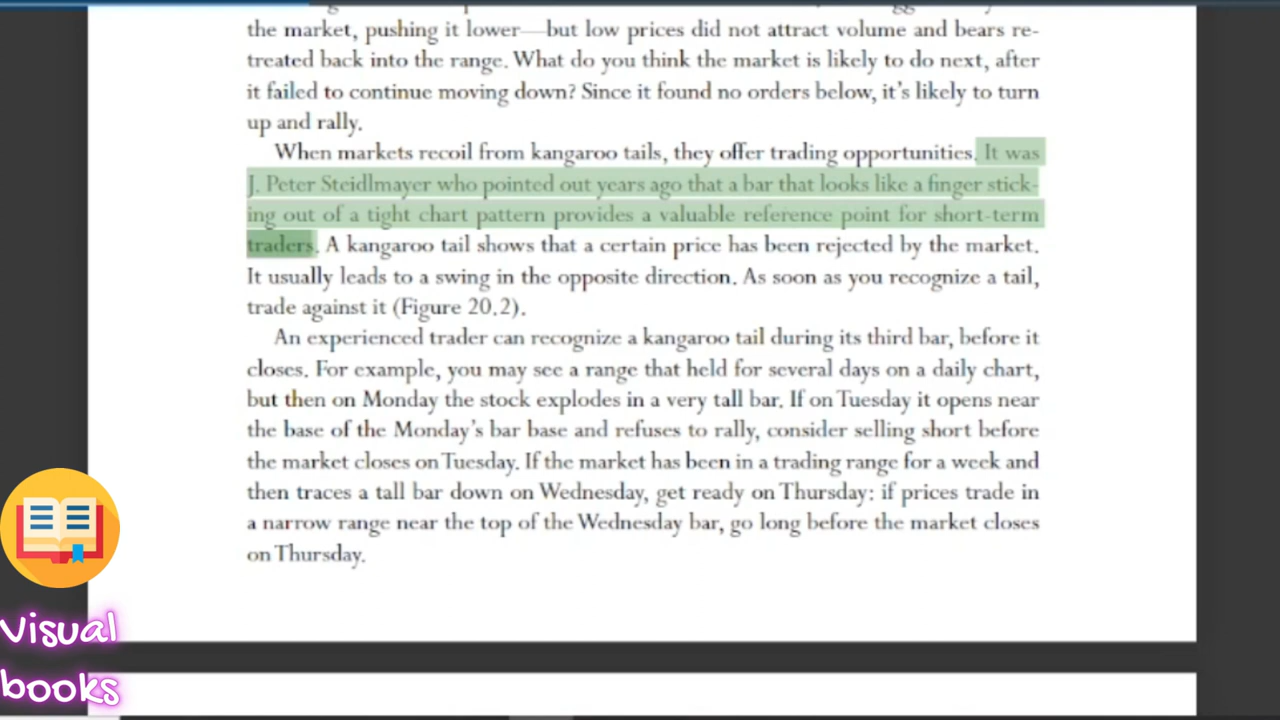 the market, pushing it lower—but low prices did not attract volume and bears re-
treated back into the range. What do you think the market is likely to do next, after
it failed to continue moving down? Since it found no orders below, it's likely to turn
up and rally.
When markets recoil from kangaroo tails, they offer trading opportunities. It was
J. Peter Steidlmayer who pointed out years ago that a bar that looks like a finger stick-
ing out of a tight chart pattern provides a valuable reference point for short-term
traders. A kangaroo tail shows that a certain price has been rejected by the market.
It usually leads to a swing in the opposite direction. As soon as you recognize a tail,
trade against it (Figure 20.2).
An experienced trader can recognize a kangaroo tail during its third bar, before it
closes. For example, you may see a range that held for several days on a daily chart,
but then on Monday the stock explodes in a very tall bar. If on Tuesday it opens near
the base of the Monday's bar base and refuses to rally, consider selling short before
the market closes on Tuesday. If the market has been in a trading range for a week and
then traces a tall bar down on Wednesday, get ready on Thursday: if prices trade in
a narrow range near the top of the Wednesday bar, go long before the market closes
on Thursday.
Visual
books